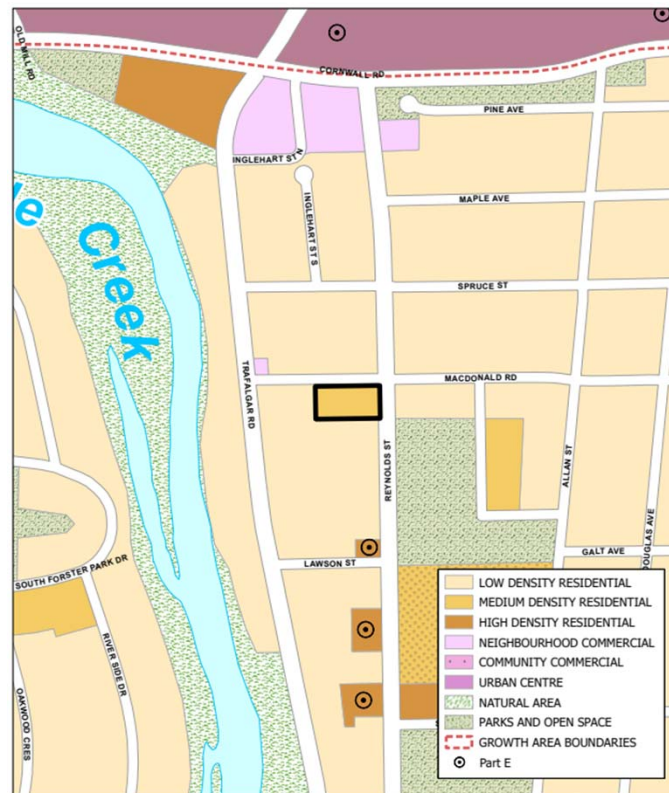 OLD MILL RD
CORNWALL RD
PINE AVE
INGLEHART ST N
INGLEHART ST S
MAPLE AVE
Creek
SPRUCE ST
TRAFALGAR RD
MACDONALD RD
REYNOLDS ST
ALLAN ST
DOUGLAS AVE
GALT AVE
LAWSON ST
SOUTH FORSTER PARK DR
RIVER SIDE DR
OAKWOOD CRES
LOW DENSITY RESIDENTIAL
MEDIUM DENSITY RESIDENTIAL
HIGH DENSITY RESIDENTIAL
NEIGHBOURHOOD COMMERCIAL
COMMUNITY COMMERCIAL
URBAN CENTRE
NATURAL AREA
PARKS AND OPEN SPACE
GROWTH AREA BOUNDARIES
Part E